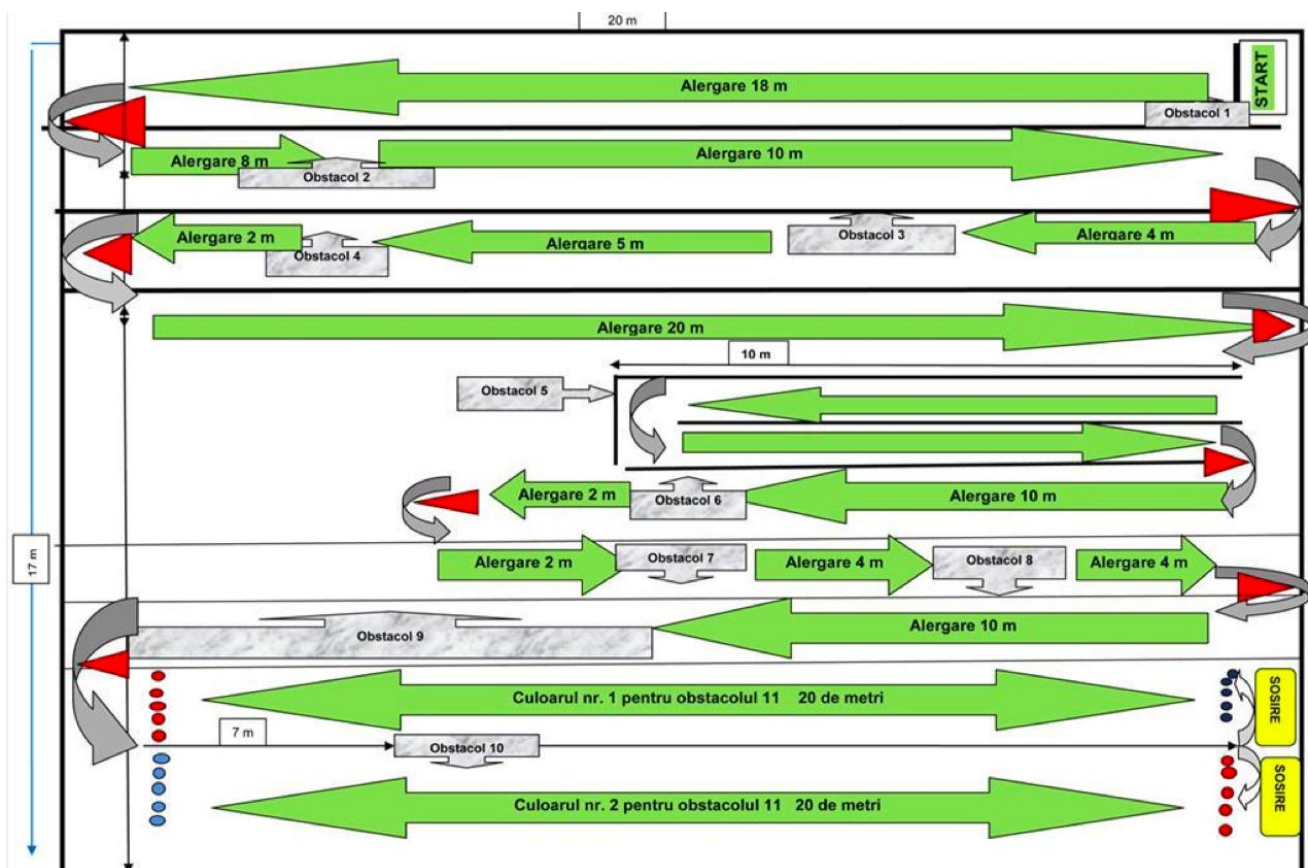 20 m
START
Alergare 18 m
Obstacol 1
Alergare 8 m
Alergare 10 m
Obstacol 2
Alergare 2 m
Obstacol 4
Alergare 5 m
Obstacol 3
Alergare 4 m
Alergare 20 m
10 m
Obstacol 5
Alergare 2 m
Obstacol 6
Alergare 10 m
17 m
Alergare 2 m
Obstacol 7
Alergare 4 m
Obstacol 8
Alergare 4 m
Obstacol 9
Alergare 10 m
Culoarul nr. 1 pentru obstacolul 11 20 de metri
SOSIRE
7 m
Obstacol 10
Culoarul nr. 2 pentru obstacolul 11 20 de metri
SOSIRE